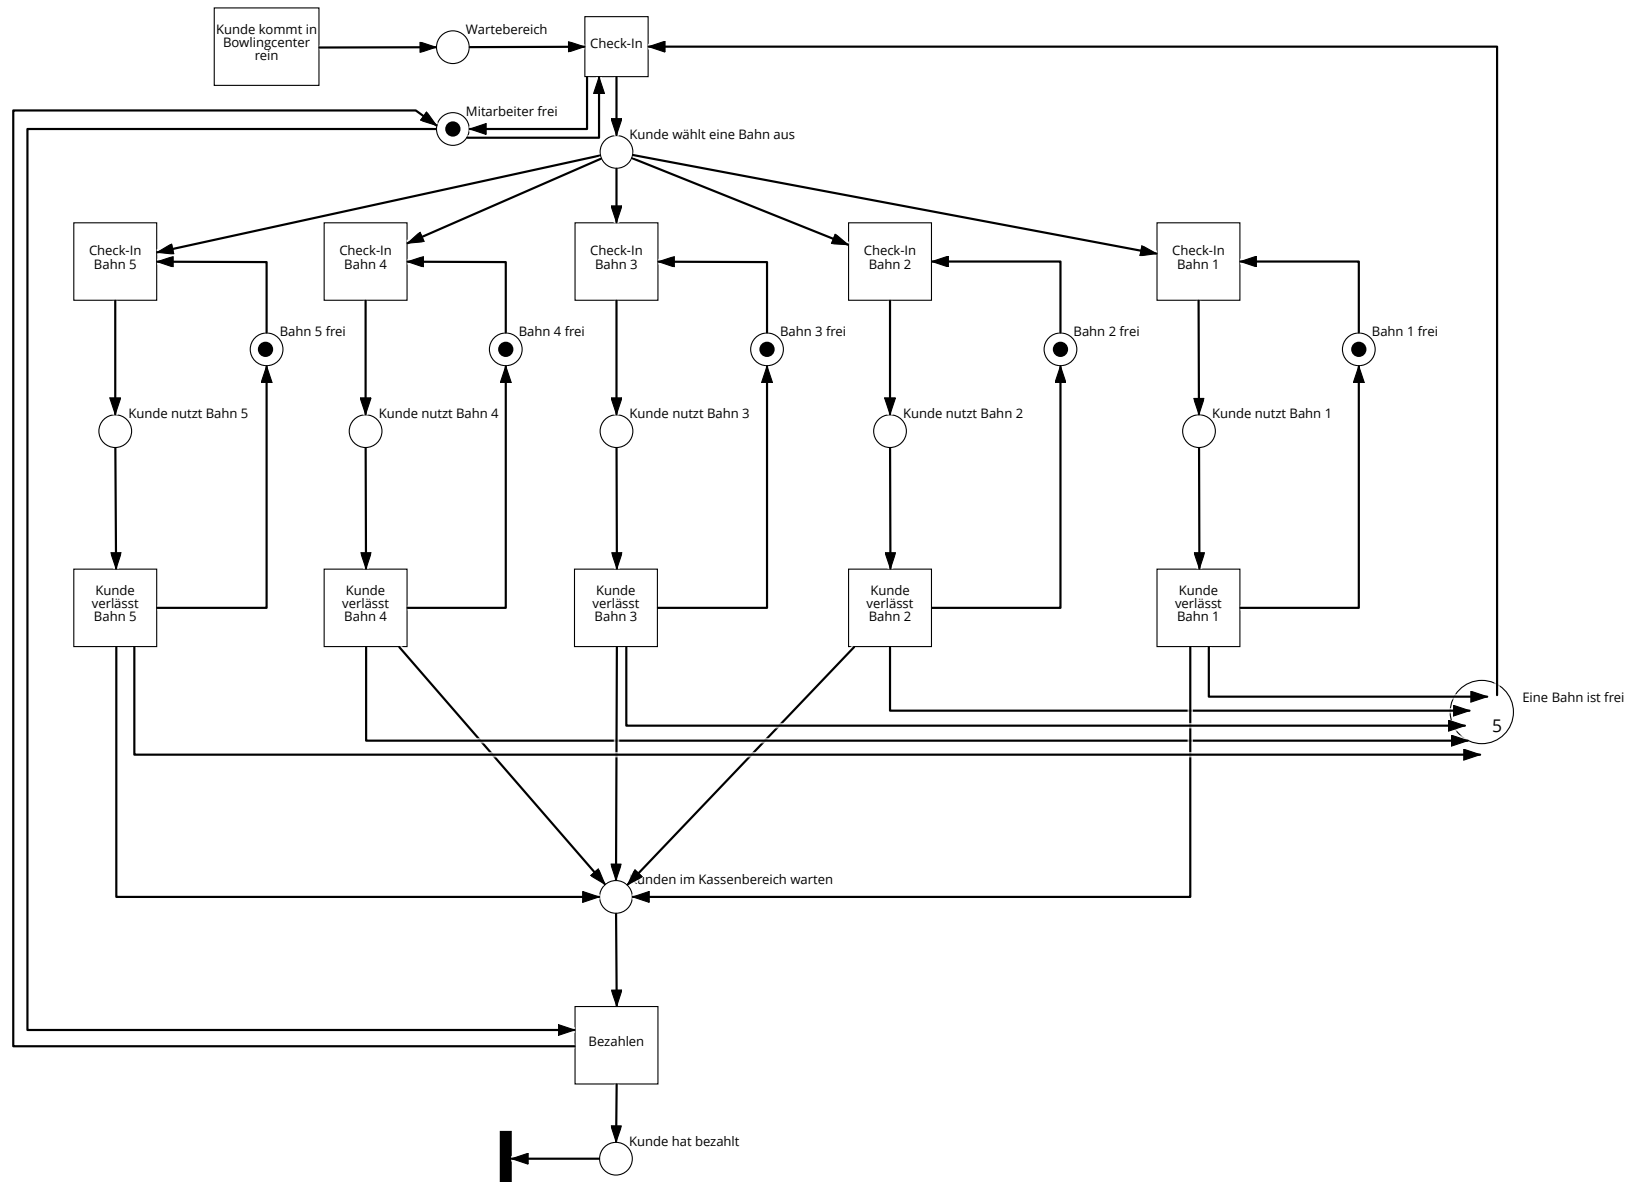 Kunde kommt in
Bowlingcenter
rein
Wartebereich
Check-In
Mitarbeiter frei
Kunde wählt eine Bahn aus
Check-In
Bahn 5
Check-In
Bahn 4
Check-In
Bahn 3
Check-In
Bahn 2
Check-In
Bahn 1
Bahn 5 frei
Bahn 4 frei
Bahn 3 frei
Bahn 2 frei
Bahn 1 frei
Kunde nutzt Bahn 5
Kunde nutzt Bahn 4
Kunde nutzt Bahn 3
Kunde nutzt Bahn 2
Kunde nutzt Bahn 1
Kunde
verlässt
Bahn 5
Kunde
verlässt
Bahn 4
Kunde
verlässt
Bahn 3
Kunde
verlässt
Bahn 2
Kunde
verlässt
Bahn 1
Eine Bahn ist frei
5
Kunden im Kassenbereich warten
Bezahlen
Kunde hat bezahlt